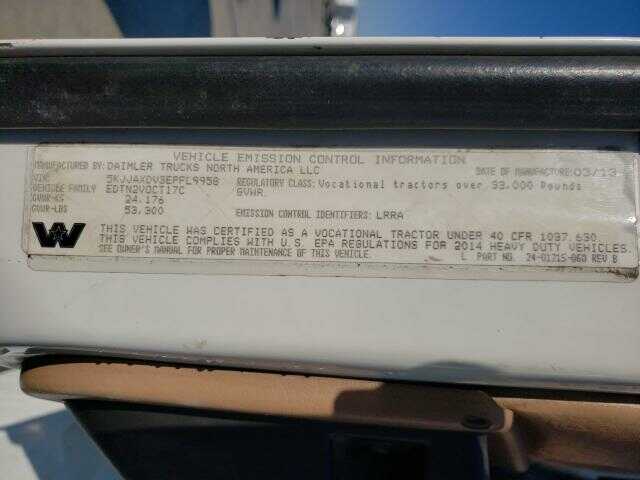 VEHICLE EMISSION CONTROL INFORMATION
MANUFACTURED BY: DAIMLER TRUCKS NORTH AMERICA LLC DATE OF MANUFACTURE: 03/13
VIN: 5KJJAXDV3EPFL9958 REGULATORY CLASS: Vocational tractors over 33,000 Pounds
VEHICLE FAMILY EDTN2VOCT17C GVWR.
GVWR-KG 24,176
GVWR-LBS 53,300 EMISSION CONTROL IDENTIFIERS: LRRA
THIS VEHICLE WAS CERTIFIED AS A VOCATIONAL TRACTOR UNDER 40 CFR 1037.630
THIS VEHICLE COMPLIES WITH U.S. EPA REGULATIONS FOR 2014 HEAVY DUTY VEHICLES.
SEE OWNER'S MANUAL FOR PROPER MAINTENANCE OF THIS VEHICLE. L PART NO. 24-01715-060 REV B